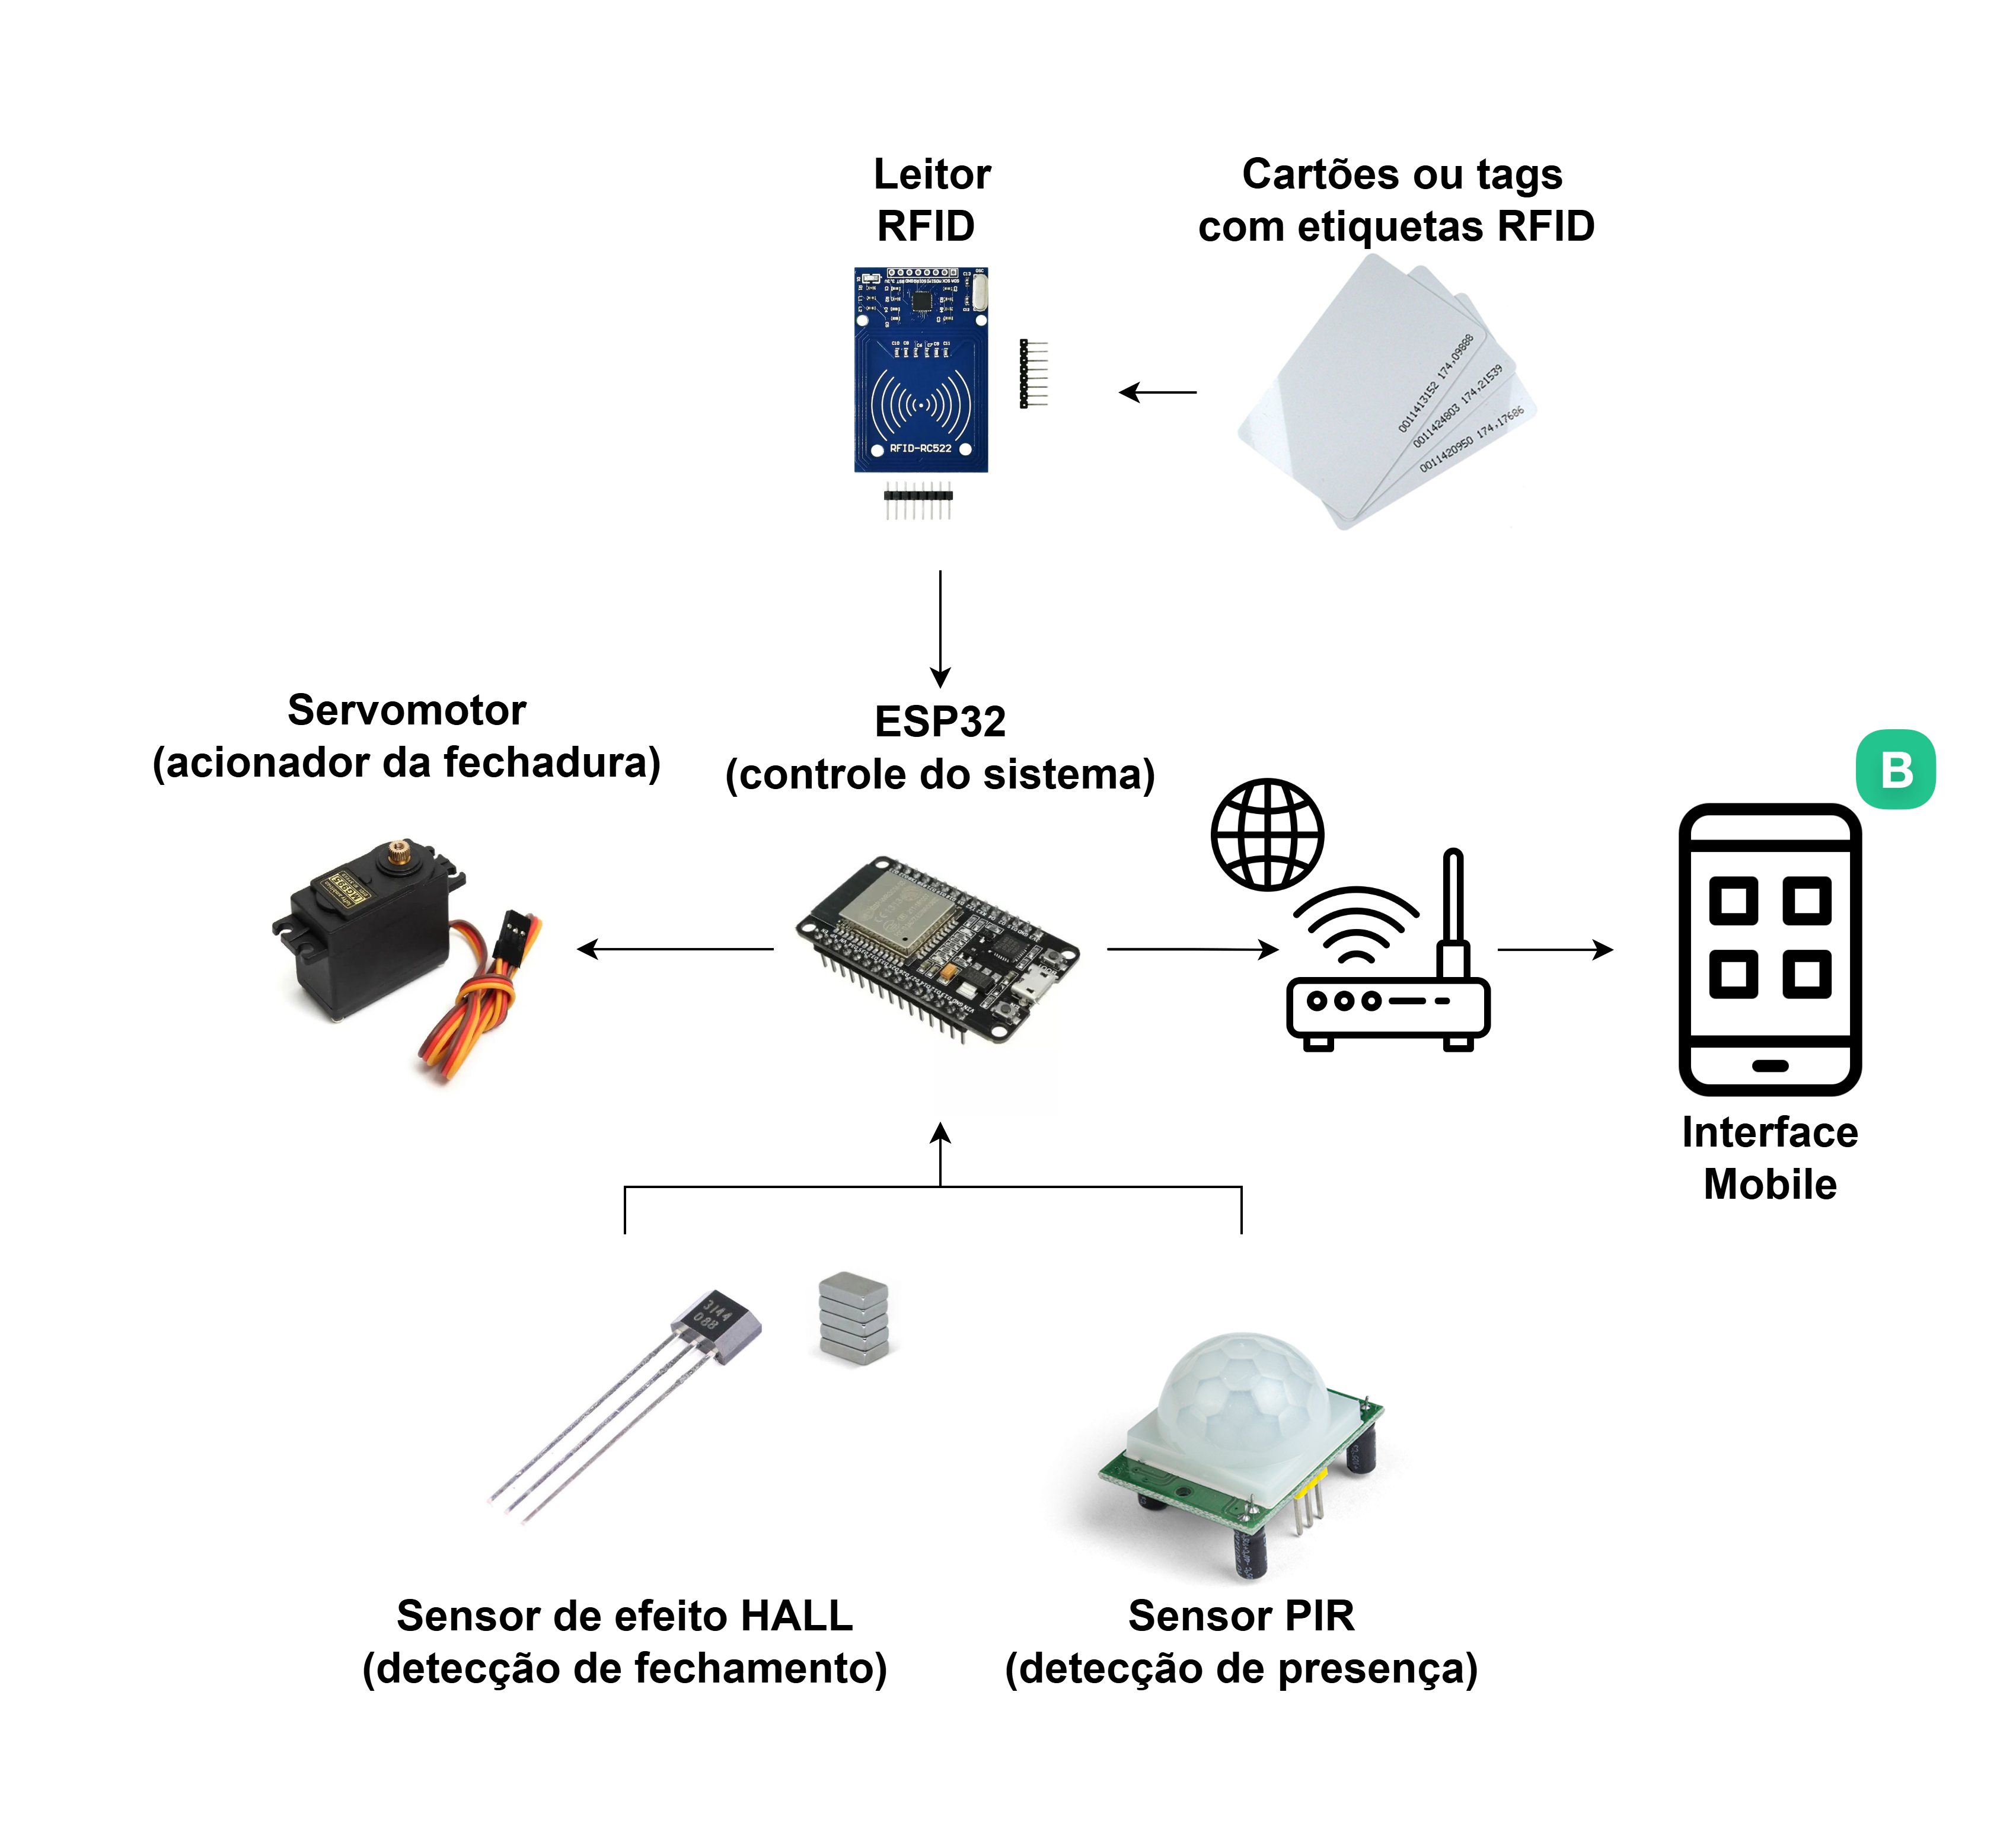 Leitor
RFID
Cartões ou tags
com etiquetas RFID
RFID-RC522
0011413152 174,09888
0011424803 174,21539
0011420950 174,17686
Servomotor
(acionador da fechadura)
ESP32
(controle do sistema)
B
Interface
Mobile
3144
088
Sensor de efeito HALL
(detecção de fechamento)
Sensor PIR
(detecção de presença)